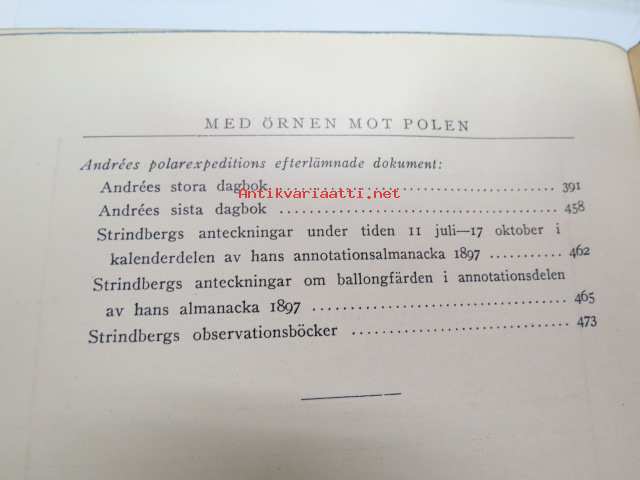 MED ÖRNEN MOT POLEN
Andrées polarexpeditions efterlämnade dokument:
Andrées stora dagbok ........................ 391
Antikvariaatti.net
Andrées sista dagbok ........................ 458
Strindbergs anteckningar under tiden 11 juli—17 oktober i
kalenderdelen av hans annotationsalmanacka 1897 ........... 462
Strindbergs anteckningar om ballongfärden i annotationsdelen
av hans almanacka 1897 ........................ 465
Strindbergs observationsböcker ........................ 473